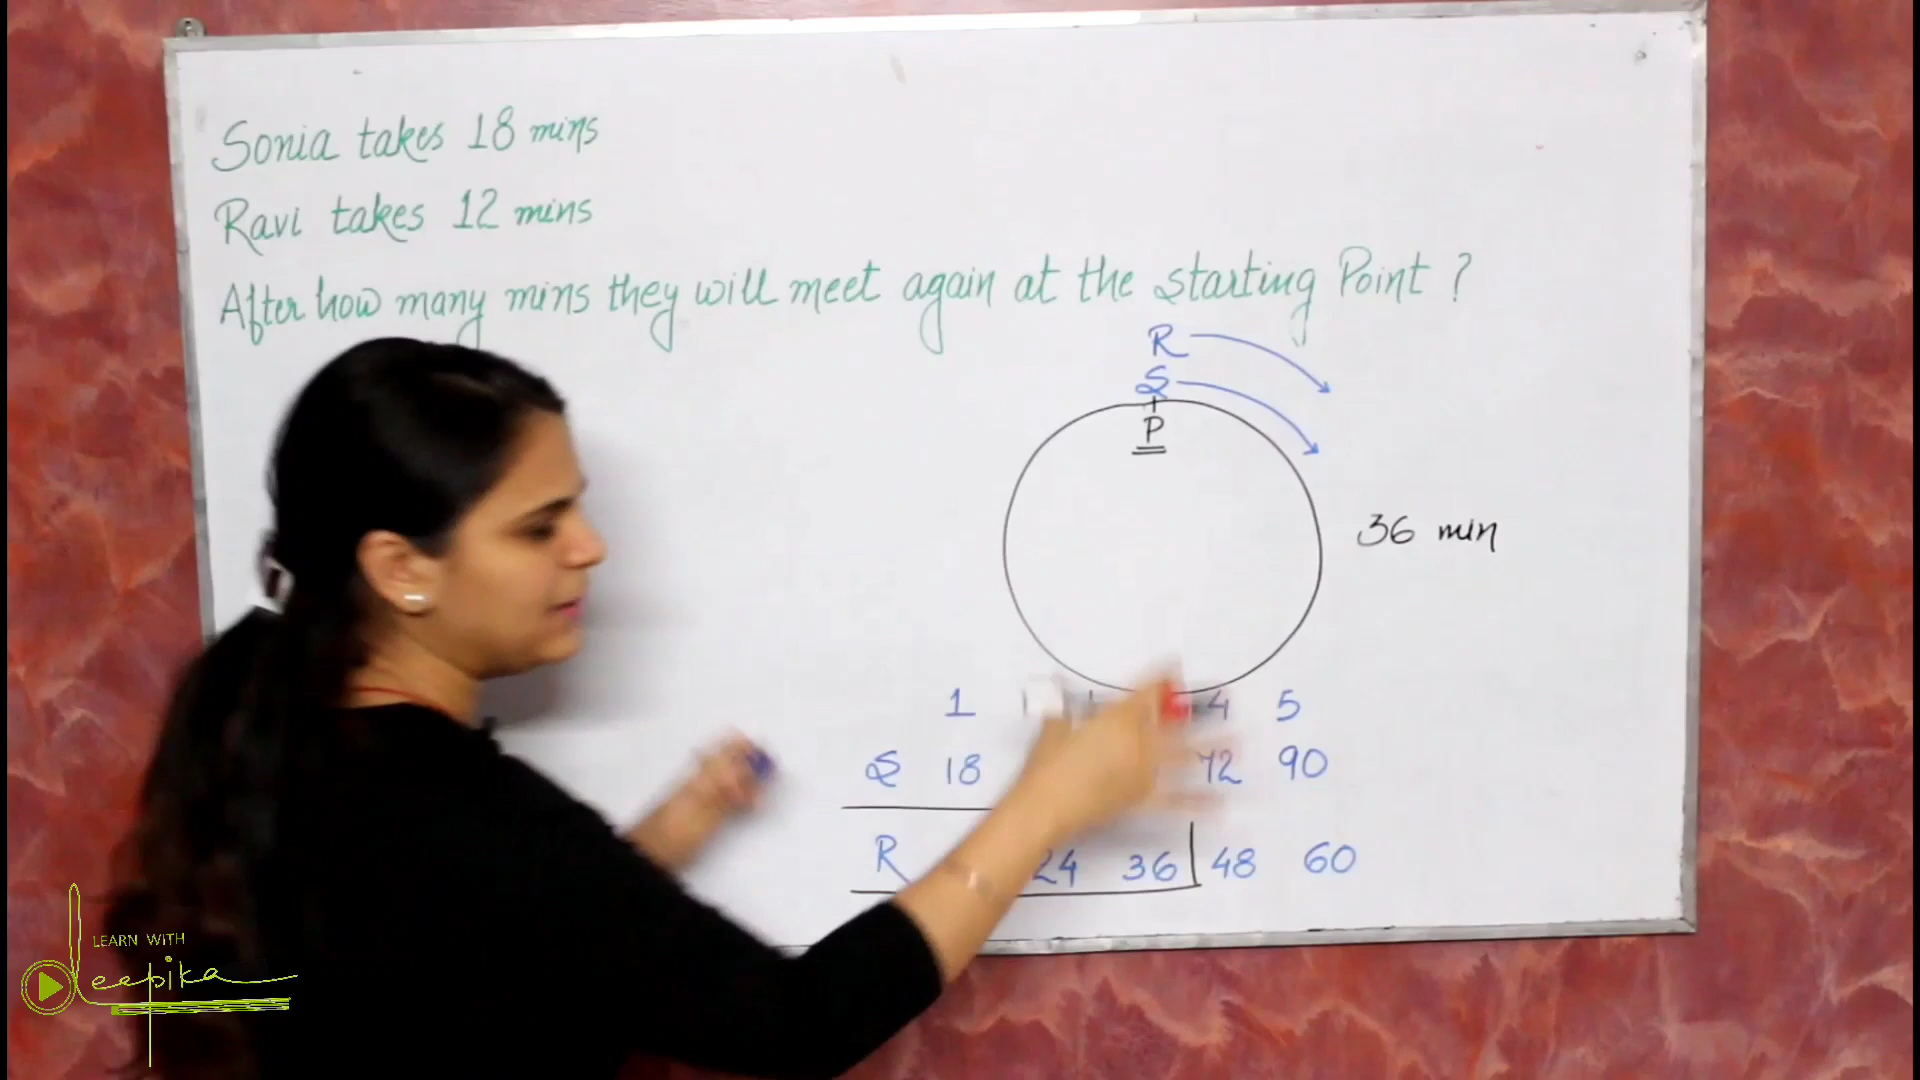 Sonia takes 18 mins
Ravi takes 12 mins
After how many mins they will meet again at the starting Point ?
R
S
P
36 min
1 4 5
S 18 72 90
R 24 36 48 60
LEARN WITH
Deepika